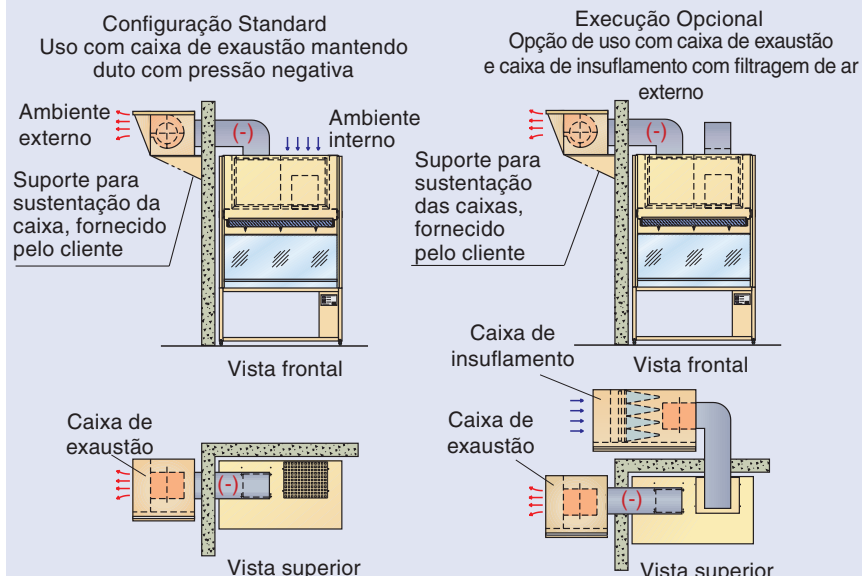 Configuração Standard
Uso com caixa de exaustão mantendo
duto com pressão negativa
Ambiente
externo
(-)
Ambiente
interno
Suporte para
sustentação da
caixa, fornecido
pelo cliente
Vista frontal
Caixa de
exaustão
(-)
Vista superior
Execução Opcional
Opção de uso com caixa de exaustão
e caixa de insuflamento com filtragem de ar
externo
(-)
Suporte para
sustentação
das caixas,
fornecido
pelo cliente
Vista frontal
Caixa de
insuflamento
Caixa de
exaustão
(-)
Vista superior